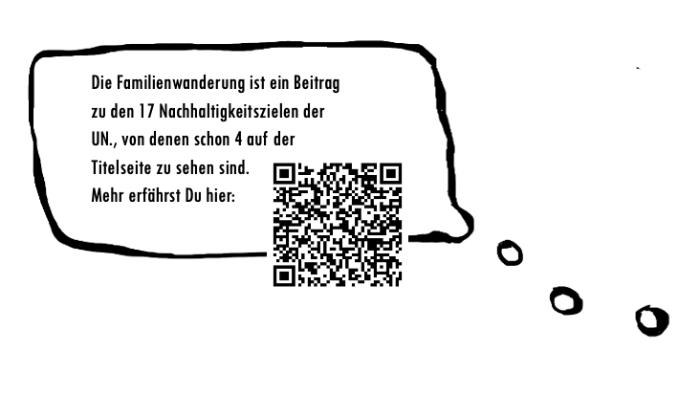 Die Familienwanderung ist ein Beitrag
zu den 17 Nachhaltigkeitszielen der
UN., von denen schon 4 auf der
Titelseite zu sehen sind.
Mehr erfährst Du hier: